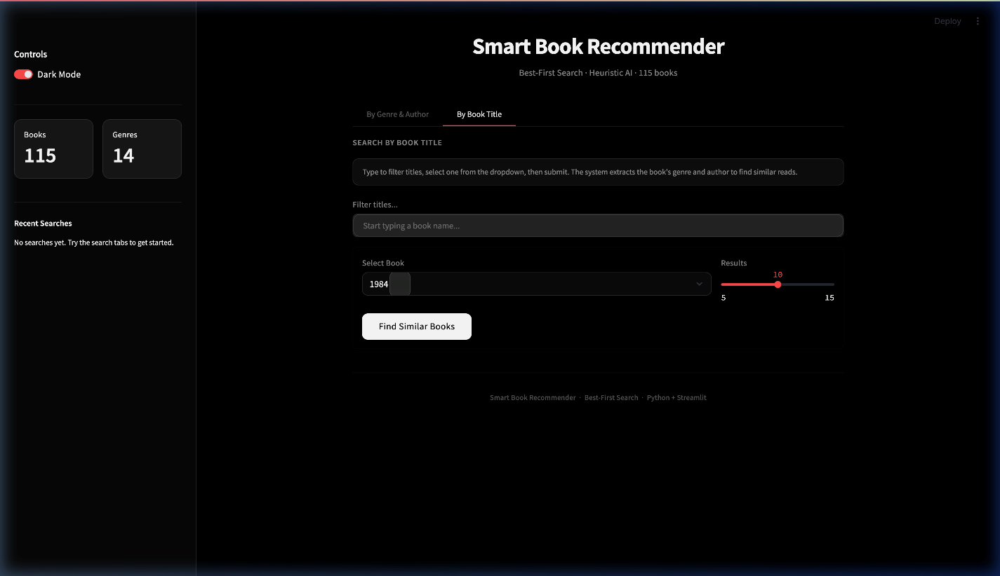 Deploy
Controls
Dark Mode
Books
115
Genres
14
Recent Searches
No searches yet. Try the search tabs to get started.
Smart Book Recommender
Best-First Search · Heuristic AI · 115 books
By Genre & Author
By Book Title
SEARCH BY BOOK TITLE
Type to filter titles, select one from the dropdown, then submit. The system extracts the book's genre and author to find similar reads.
Filter titles...
Start typing a book name...
Select Book
1984
Results
10
5
15
Find Similar Books
Smart Book Recommender · Best-First Search · Python + Streamlit